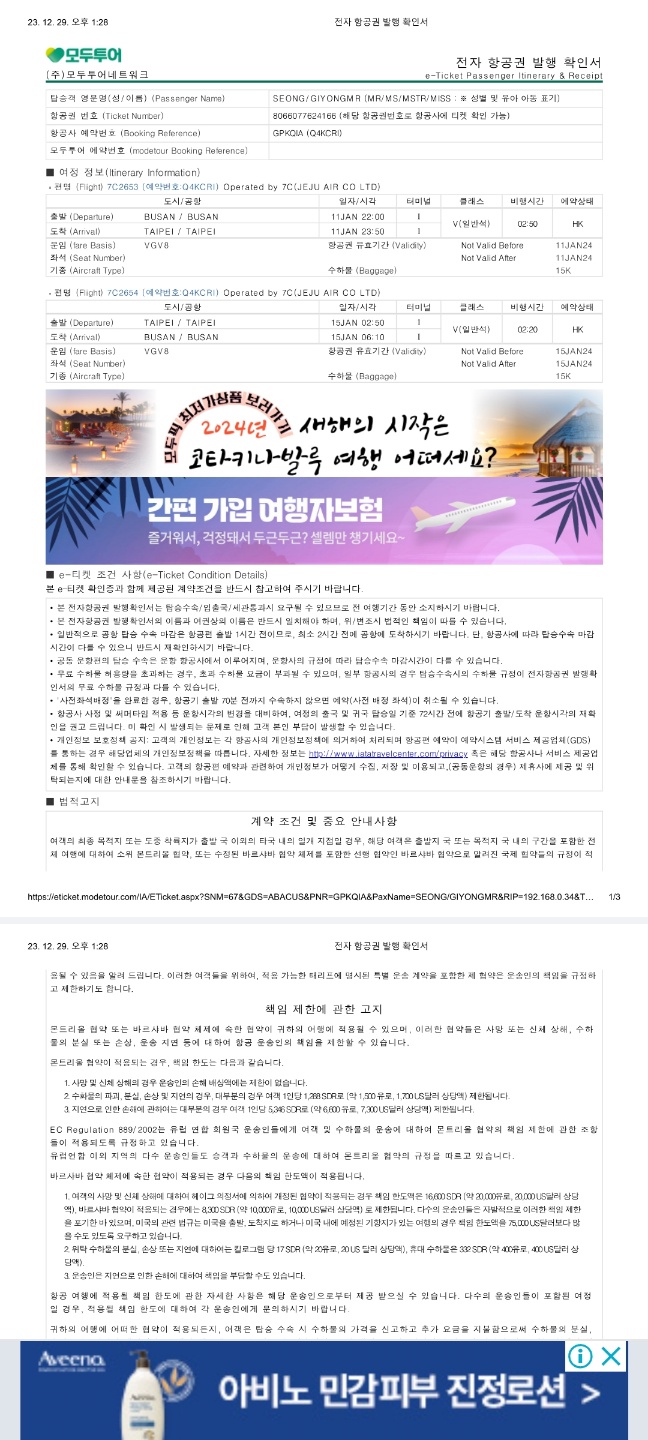 23. 12. 29. 오후 1:28
전자 항공권 발행 확인서
모두투어
(주)모두투어네트워크
전자 항공권 발행 확인서
e-Ticket Passenger Itinerary & Receipt
탑승객 영문명(성/이름) (Passenger Name) SEONG/GIYONGMR (MR/MS/MSTR/MISS : ※ 성별 및 유아 아동 표기)
항공권 번호 (Ticket Number) 8066077624166 (해당 항공권번호로 항공사에 티켓 확인 가능)
항공사 예약번호 (Booking Reference) GPKQIA (Q4KCRI)
모두투어 예약번호 (modetour Booking Reference)
■ 여정 정보(Itinerary Information)
• 편명 (Flight) 7C2653 (예약번호:Q4KCRI) Operated by 7C(JEJU AIR CO LTD)
도시/공항 일자/시각 터미널 클래스 비행시간 예약상태
출발 (Departure) BUSAN / BUSAN 11JAN 22:00 I V(일반석) 02:50 HK
도착 (Arrival) TAIPEI / TAIPEI 11JAN 23:50 I
운임 (fare Basis) VGV8 항공권 유효기간 (Validity) Not Valid Before 11JAN24
좌석 (Seat Number) Not Valid After 11JAN24
기종 (Aircraft Type) 수하물 (Baggage) 15K
• 편명 (Flight) 7C2654 (예약번호:Q4KCRI) Operated by 7C(JEJU AIR CO LTD)
도시/공항 일자/시각 터미널 클래스 비행시간 예약상태
출발 (Departure) TAIPEI / TAIPEI 15JAN 02:50 I V(일반석) 02:20 HK
도착 (Arrival) BUSAN / BUSAN 15JAN 06:10 I
운임 (fare Basis) VGV8 항공권 유효기간 (Validity) Not Valid Before 15JAN24
좌석 (Seat Number) Not Valid After 15JAN24
기종 (Aircraft Type) 수하물 (Baggage) 15K
모두픽 최저가상품 보러가기
2024년 새해의 시작은
코타키나발루 여행 어떠세요?
간편 가입 여행자보험
즐거워서, 걱정돼서 두근두근? 셀렘만 챙기세요~
■ e-티켓 조건 사항(e-Ticket Condition Details)
본 e-티켓 확인증과 함께 제공된 계약조건을 반드시 참고하여 주시기 바랍니다.
• 본 전자항공권 발행확인서는 탑승수속/입출국/세관통과시 요구될 수 있으므로 전 여행기간 동안 소지하시기 바랍니다.
• 본 전자항공권 발행확인서의 이름과 여권상의 이름은 반드시 일치해야 하며, 위/변조시 법적인 책임이 따를 수 있습니다.
• 일반적으로 공항 탑승 수속 마감은 항공편 출발 1시간 전이므로, 최소 2시간 전에 공항에 도착하시기 바랍니다. 단, 항공사에 따라 탑승수속 마감
시간이 다를 수 있으니 반드시 재확인하시기 바랍니다.
• 공동 운항편의 탑승 수속은 운항 항공사에서 이루어지며, 운항사의 규정에 따라 탑승수속 마감시간이 다를 수 있습니다.
• 무료 수하물 허용량을 초과하는 경우, 초과 수하물 요금이 부과될 수 있으며, 일부 항공사의 경우 탑승수속시의 수하물 규정이 전자항공권 발행확
인서의 무료 수하물 규정과 다를 수 있습니다.
• '사전좌석배정'을 완료한 경우, 항공기 출발 70분 전까지 수속하지 않으면 예약(사전 배정 좌석)이 취소될 수 있습니다.
• 항공사 사정 및 써머타임 적용 등 운항시각의 변경을 대비하여, 여정의 출국 및 귀국 탑승일 기준 72시간 전에 항공기 출발/도착 운항시각의 재확
인을 권고 드립니다. 미 확인 시 발생되는 문제로 인해 고객 본인 부담이 발생할 수 있습니다.
• 개인정보 보호정책 공지: 고객의 개인정보는 각 항공사의 개인정보정책에 의거하여 처리되며 항공편 예약이 예약시스템 서비스 제공업체(GDS)
를 통하는 경우 해당업체의 개인정보정책을 따릅니다. 자세한 정보는 http://www.iatatravelcenter.com/privacy 혹은 해당 항공사나 서비스 제공업
체를 통해 확인할 수 있습니다. 고객의 항공편 예약과 관련하여 개인정보가 어떻게 수집, 저장 및 이용되고,(공동운항의 경우) 제휴사에 제공 및 위
탁되는지에 대한 안내문을 참조하시기 바랍니다.
■ 법적고지
계약 조건 및 중요 안내사항
여객의 최종 목적지 또는 도중 착륙지가 출발 국 이외의 타국 내의 일개 지점일 경우, 해당 여객은 출발지 국 또는 목적지 국 내의 구간을 포함한 전
체 여행에 대하여 소위 몬트리올 협약, 또는 수정된 바르샤바 협약 체제를 포함한 선행 협약인 바르샤바 협약으로 알려진 국제 협약들의 규정이 적
https://eticket.modetour.com/IA/ETicket.aspx?SNM=67&GDS=ABACUS&PNR=GPKQIA&PaxName=SEONG/GIYONGMR&RIP=192.168.0.34&T... 1/3
23. 12. 29. 오후 1:28
전자 항공권 발행 확인서
용될 수 있음을 알려 드립니다. 이러한 여객들을 위하여, 적용 가능한 태리프에 명시된 특별 운송 계약을 포함한 제 협약은 운송인의 책임을 규정하
고 제한하기도 합니다.
책임 제한에 관한 고지
몬트리올 협약 또는 바르샤바 협약 체제에 속한 협약이 귀하의 여행에 적용될 수 있으며, 이러한 협약들은 사망 또는 신체 상해, 수하
물의 분실 또는 손상, 운송 지연 등에 대하여 항공 운송인의 책임을 제한할 수 있습니다.
몬트리올 협약이 적용되는 경우, 책임 한도는 다음과 같습니다.
1. 사망 및 신체 상해의 경우 운송인의 손해 배상액에는 제한이 없습니다.
2. 수화물의 파괴, 분실, 손상 및 지연의 경우, 대부분의 경우 여객 1인당 1,288 SDR로 (약 1,500 유로, 1,700 US달러 상당액) 제한됩니다.
3. 지연으로 인한 손해에 관하여는 대부분의 경우 여객 1인당 5,346 SDR로 (약 6,600 유로, 7,300 US달러 상당액) 제한됩니다.
EC Regulation 889/2002는 유럽 연합 회원국 운송인들에게 여객 및 수하물의 운송에 대하여 몬트리올 협약의 책임 제한에 관한 조항
들이 적용되도록 규정하고 있습니다.
유럽연합 이외 지역의 다수 운송인들도 승객과 수하물의 운송에 대하여 몬트리올 협약의 규정을 따르고 있습니다.
바르샤바 협약 체제에 속한 협약이 적용되는 경우 다음의 책임 한도액이 적용됩니다.
1. 여객의 사망 및 신체 상해에 대하여 헤이그 의정서에 의하여 개정된 협약이 적용되는 경우 책임 한도액은 16,600 SDR (약 20,000유로, 20,000 US달러 상당
액), 바르샤바 협약이 적용되는 경우에는 8,300 SDR (약 10,000유로, 10,000 US달러 상당액) 로 제한됩니다. 다수의 운송인들은 자발적으로 이러한 책임 제한
을 포기한 바 있으며, 미국의 관련 법규는 미국을 출발, 도착지로 하거나 미국 내에 예정된 기항지가 있는 여행의 경우 책임 한도액을 75,000 US달러보다 많
을 수도 있도록 요구하고 있습니다.
2. 위탁 수하물의 분실, 손상 또는 지연에 대하여는 킬로그램 당 17 SDR (약 20유로, 20 US 달러 상당액), 휴대 수하물은 332 SDR (약 400유로, 400 US달러 상
당액).
3. 운송인은 지연으로 인한 손해에 대하여 책임을 부담할 수도 있습니다.
항공 여행에 적용될 책임 한도에 관한 자세한 사항은 해당 운송인으로부터 제공 받으실 수 있습니다. 다수의 운송인들이 포함된 여정
일 경우, 적용될 책임 한도에 대하여 각 운송인에게 문의하시기 바랍니다.
귀하의 여행에 어떠한 협약이 적용되든지, 여객은 탑승 수속 시 수하물의 가격을 신고하고 추가 요금을 지불함으로써 수하물의 분실,
Aveeno.
아비노 민감피부 진정로션 >